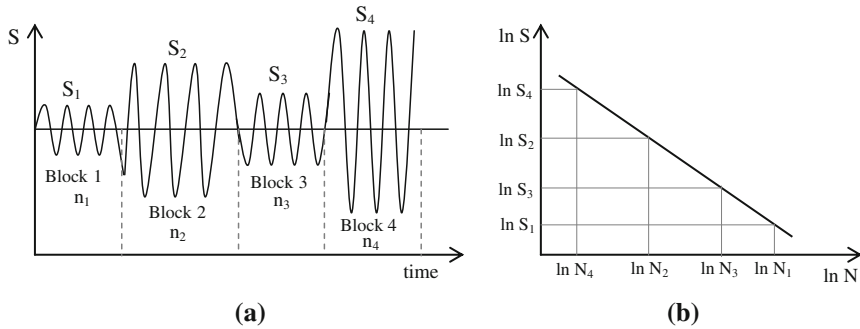 S
S₁
S₂
S₃
S₄
Block 1
n₁
Block 2
n₂
Block 3
n₃
Block 4
n₄
time
(a)
ln S
ln S₄
ln S₂
ln S₃
ln S₁
ln N₄
ln N₂
ln N₃
ln N₁
ln N
(b)